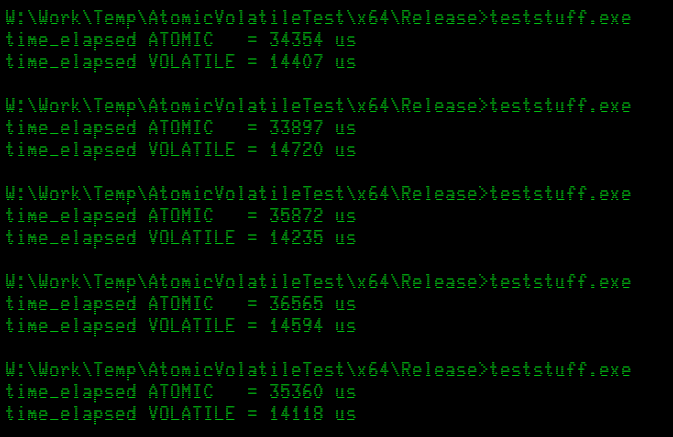 W:\Work\Temp\AtomicVolatileTest\x64\Release>teststuff.exe
time_elapsed ATOMIC   = 34354 us
time_elapsed VOLATILE = 14407 us
W:\Work\Temp\AtomicVolatileTest\x64\Release>teststuff.exe
time_elapsed ATOMIC   = 33897 us
time_elapsed VOLATILE = 14720 us
W:\Work\Temp\AtomicVolatileTest\x64\Release>teststuff.exe
time_elapsed ATOMIC   = 35872 us
time_elapsed VOLATILE = 14235 us
W:\Work\Temp\AtomicVolatileTest\x64\Release>teststuff.exe
time_elapsed ATOMIC   = 36565 us
time_elapsed VOLATILE = 14594 us
W:\Work\Temp\AtomicVolatileTest\x64\Release>teststuff.exe
time_elapsed ATOMIC   = 35360 us
time_elapsed VOLATILE = 14118 us